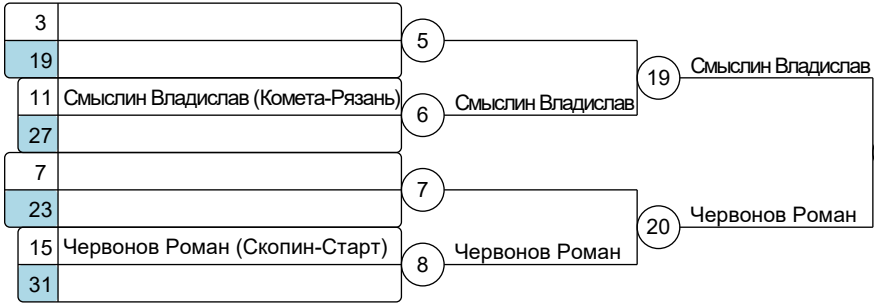 3
5
19
19
Смыслин Владислав
11 Смыслин Владислав (Комета-Рязань)
6
Смыслин Владислав
27
7
7
23
20
Червонов Роман
15 Червонов Роман (Скопин-Старт)
8
Червонов Роман
31